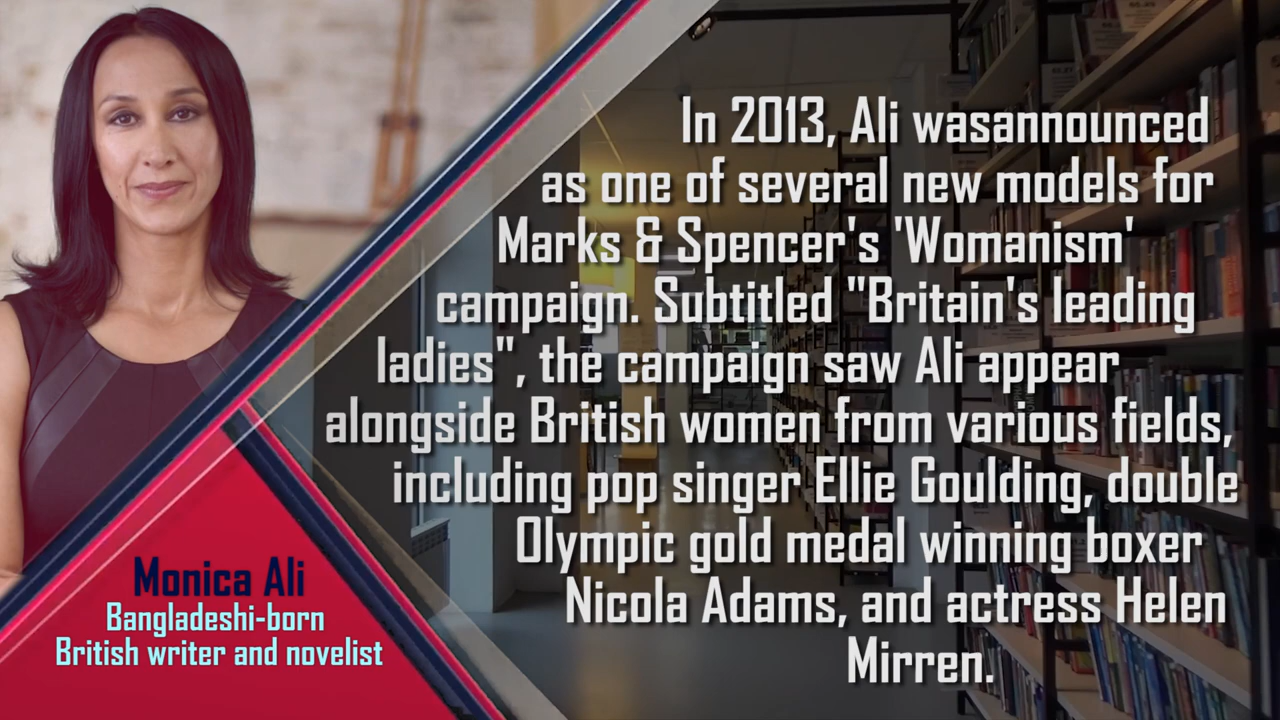 In 2013, Ali wasannounced
as one of several new models for
Marks & Spencer's 'Womanism'
campaign. Subtitled "Britain's leading
ladies", the campaign saw Ali appear
alongside British women from various fields,
including pop singer Ellie Goulding, double
Olympic gold medal winning boxer
Nicola Adams, and actress Helen
Mirren.
Monica Ali
Bangladeshi-born
British writer and novelist